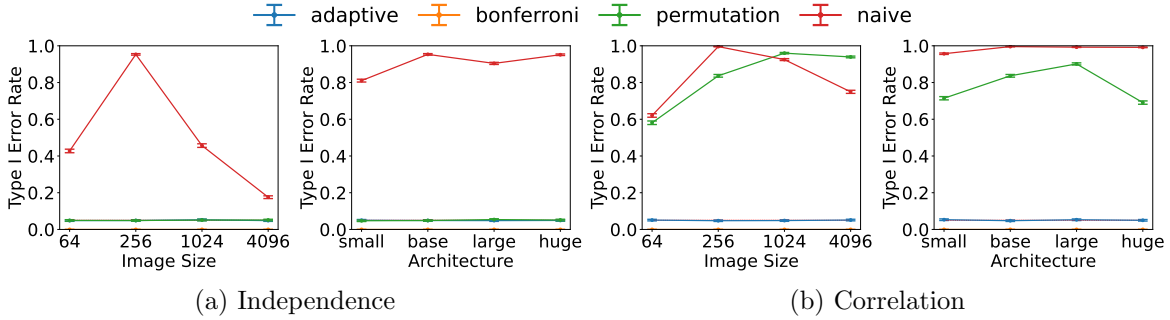 adaptive bonferroni permutation naive
1.0 0.8 0.6 0.4 0.2 0.0
Type I Error Rate
64 256 1024 4096
Image Size
1.0 0.8 0.6 0.4 0.2 0.0
Type I Error Rate
small base large huge
Architecture
(a) Independence
1.0 0.8 0.6 0.4 0.2 0.0
Type I Error Rate
64 256 1024 4096
Image Size
1.0 0.8 0.6 0.4 0.2 0.0
Type I Error Rate
small base large huge
Architecture
(b) Correlation